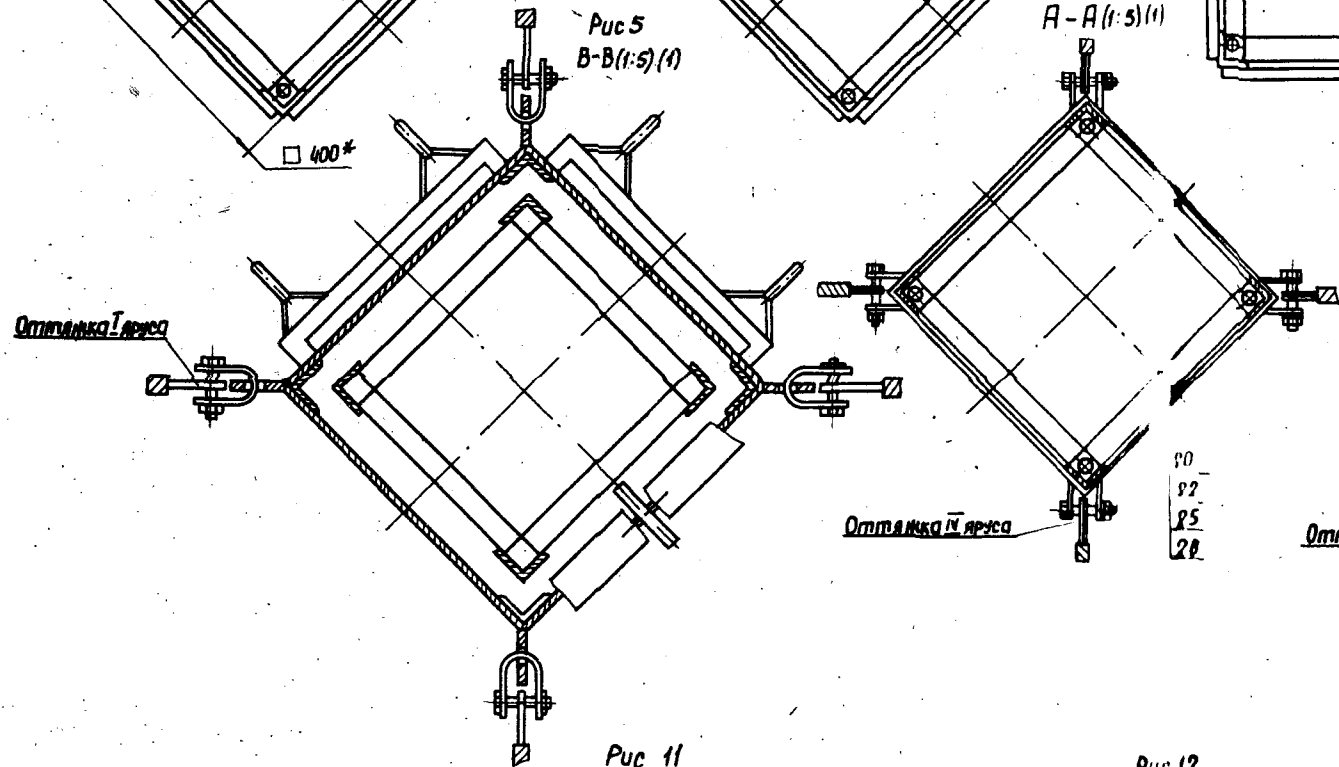 Рис 5
В-В(1:5)(1)
А-А(1:5)(1)
□ 400*
Оттяжка I яруса
Оттяжка IV яруса
Рис 11
Рис 12